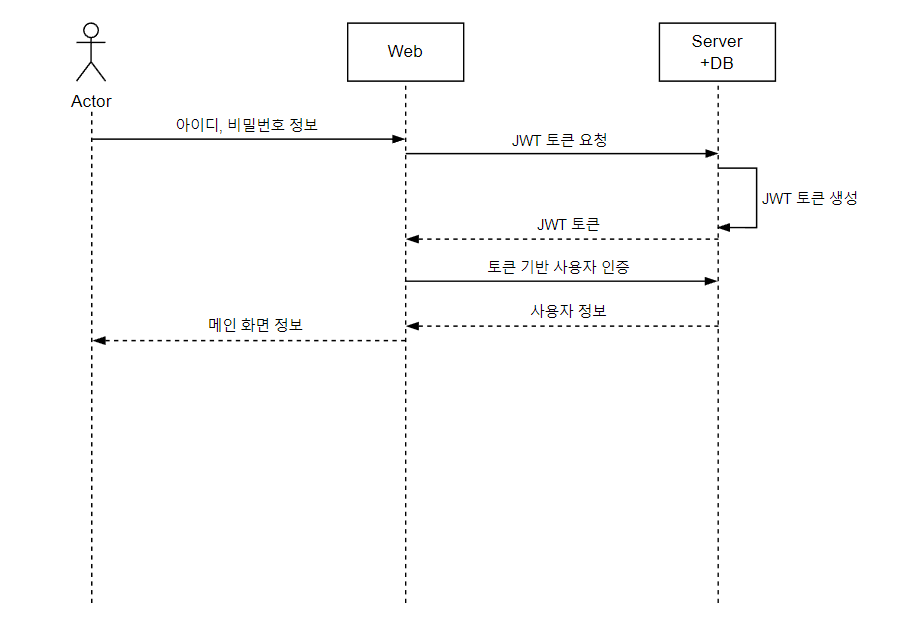 Actor
Web
Server
+DB
아이디, 비밀번호 정보
JWT 토큰 요청
JWT 토큰 생성
JWT 토큰
토큰 기반 사용자 인증
사용자 정보
메인 화면 정보